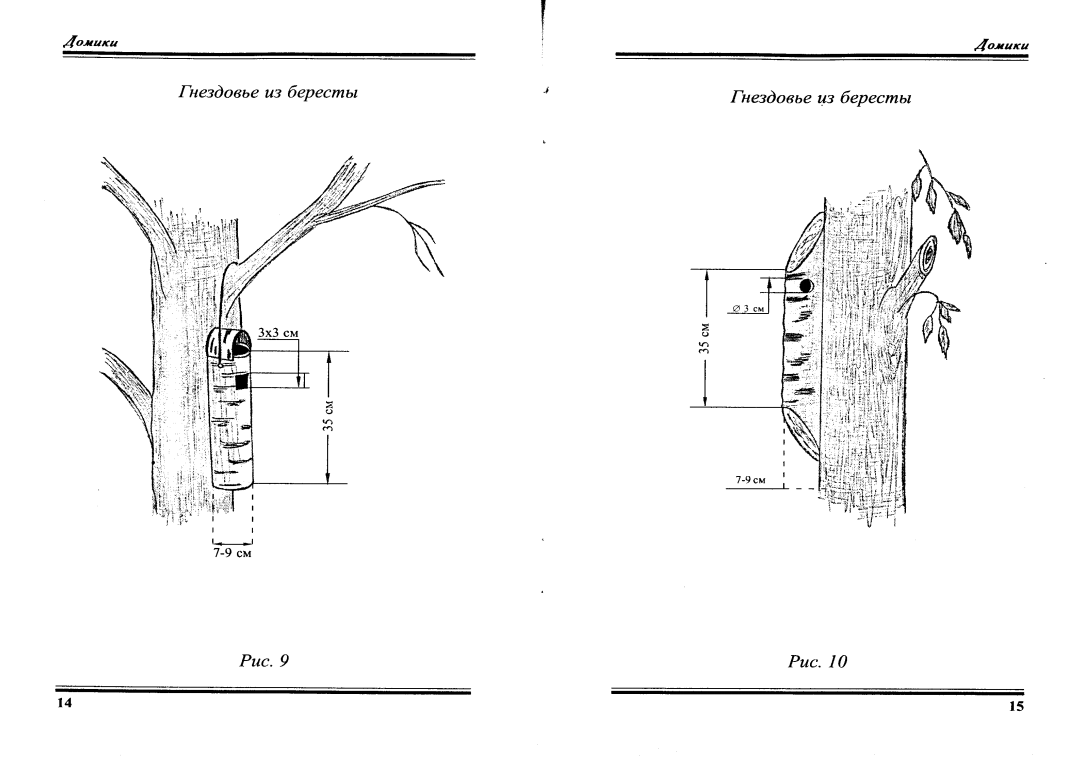 Домики
Гнездовье из бересты
3х3 см
35 см
7-9 см
Рис. 9
14
Домики
Гнездовье из бересты
∅ 3 см
35 см
7-9 см
Рис. 10
15